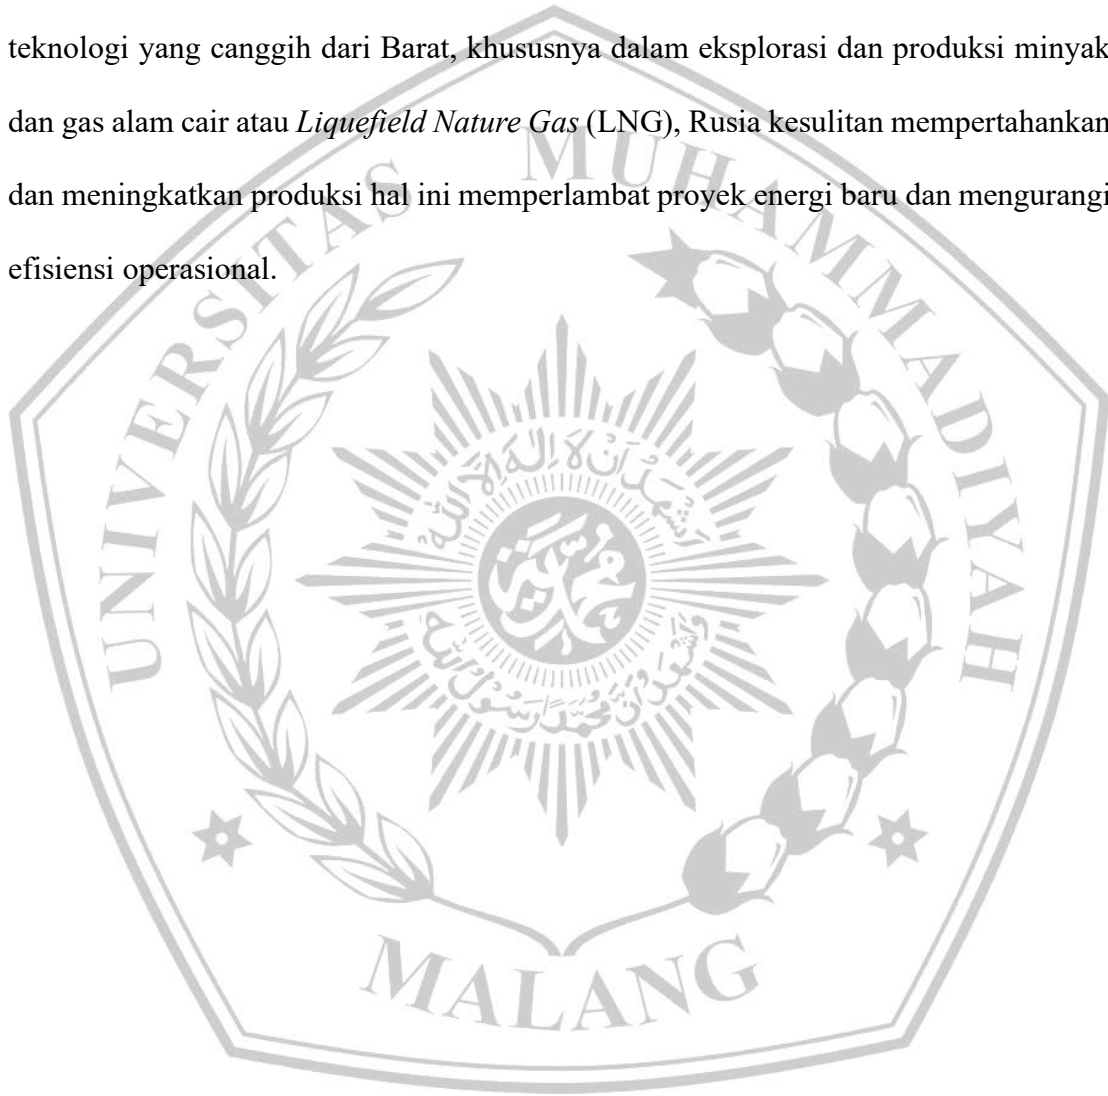 teknologi yang canggih dari Barat, khususnya dalam eksplorasi dan produksi minyak
dan gas alam cair atau Liquefield Nature Gas (LNG), Rusia kesulitan mempertahankan
dan meningkatkan produksi hal ini memperlambat proyek energi baru dan mengurangi
efisiensi operasional.
UNIVERSITAS MUHAMMADIYAH
MALANG